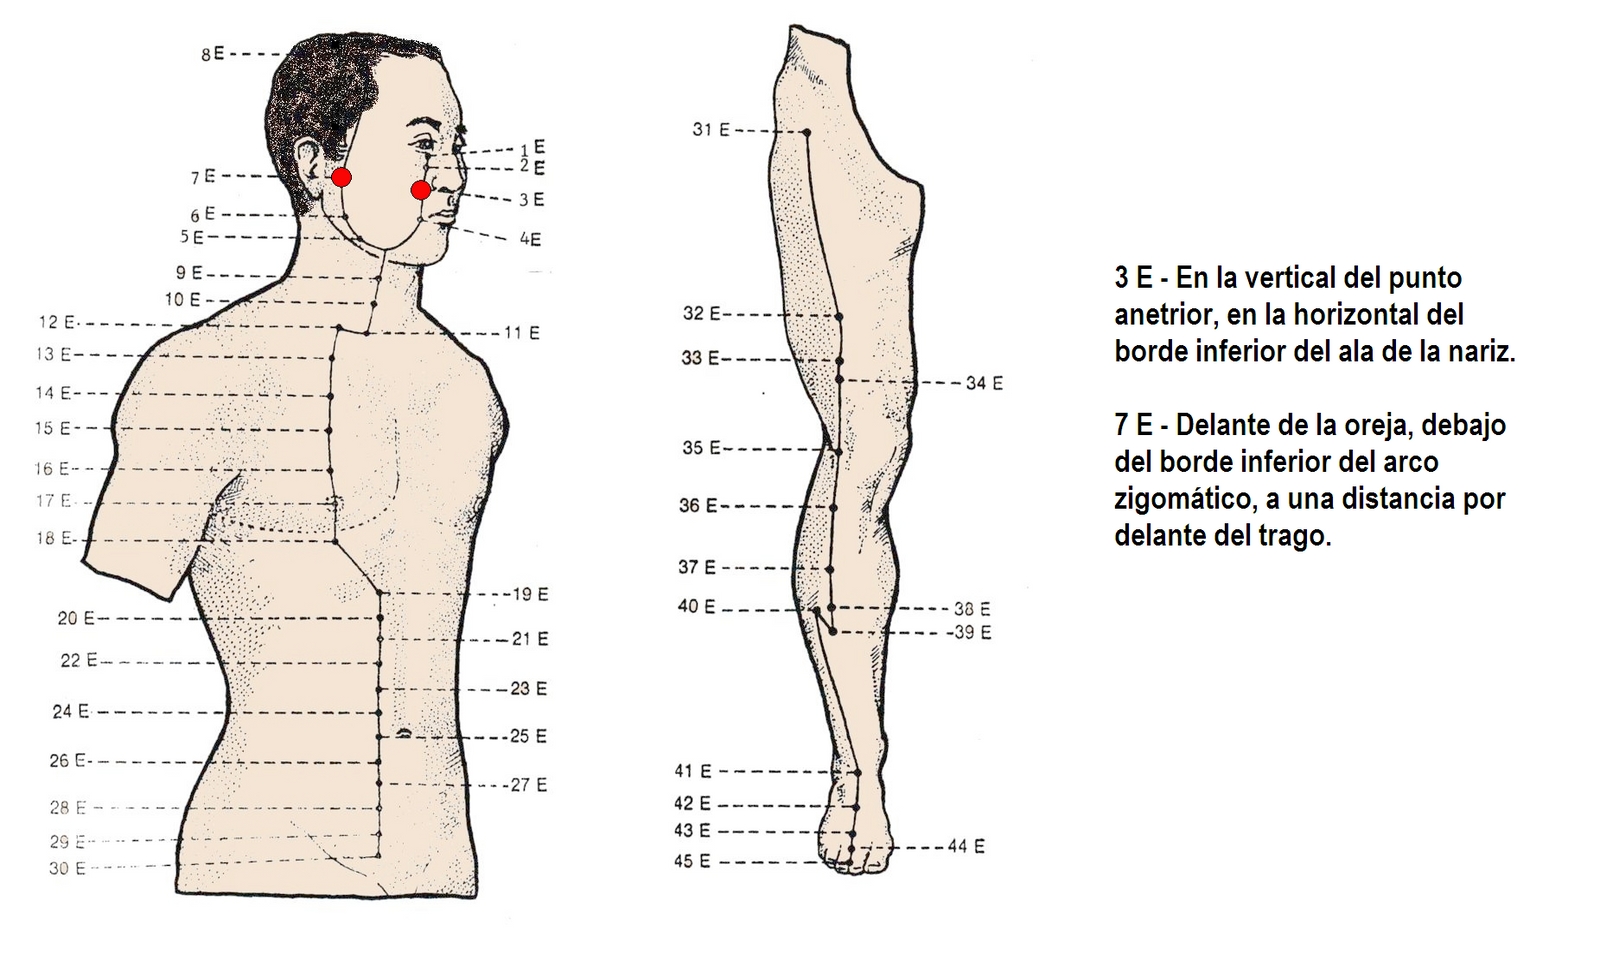 8E
1 E
2 E
7 E
3 E
6 E
5 E
4E
9 E
10 E
12 E
11 E
13 E
14 E
15 E
16 E
17 E
18 E
19 E
20 E
21 E
22 E
23 E
24 E
25 E
26 E
27 E
28 E
29 E
30 E
31 E
32 E
33 E
34 E
35 E
36 E
37 E
40 E
38 E
39 E
41 E
42 E
43 E
44 E
45 E
3 E - En la vertical del punto
anetrior, en la horizontal del
borde inferior del ala de la nariz.
7 E - Delante de la oreja, debajo
del borde inferior del arco
zigomático, a una distancia por
delante del trago.